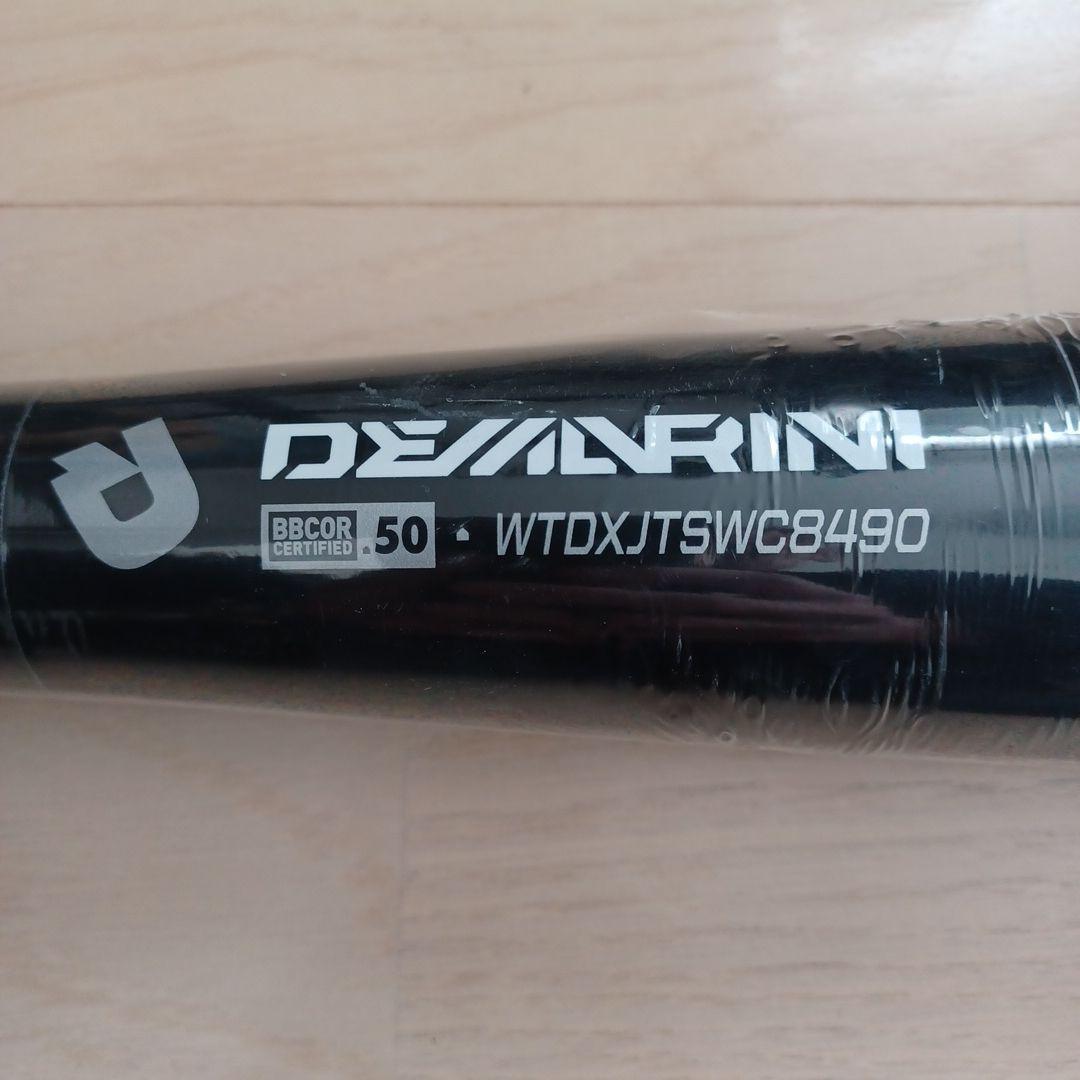 DEMARINI
BBCOR CERTIFIED .50 WTDXJTSWC8490